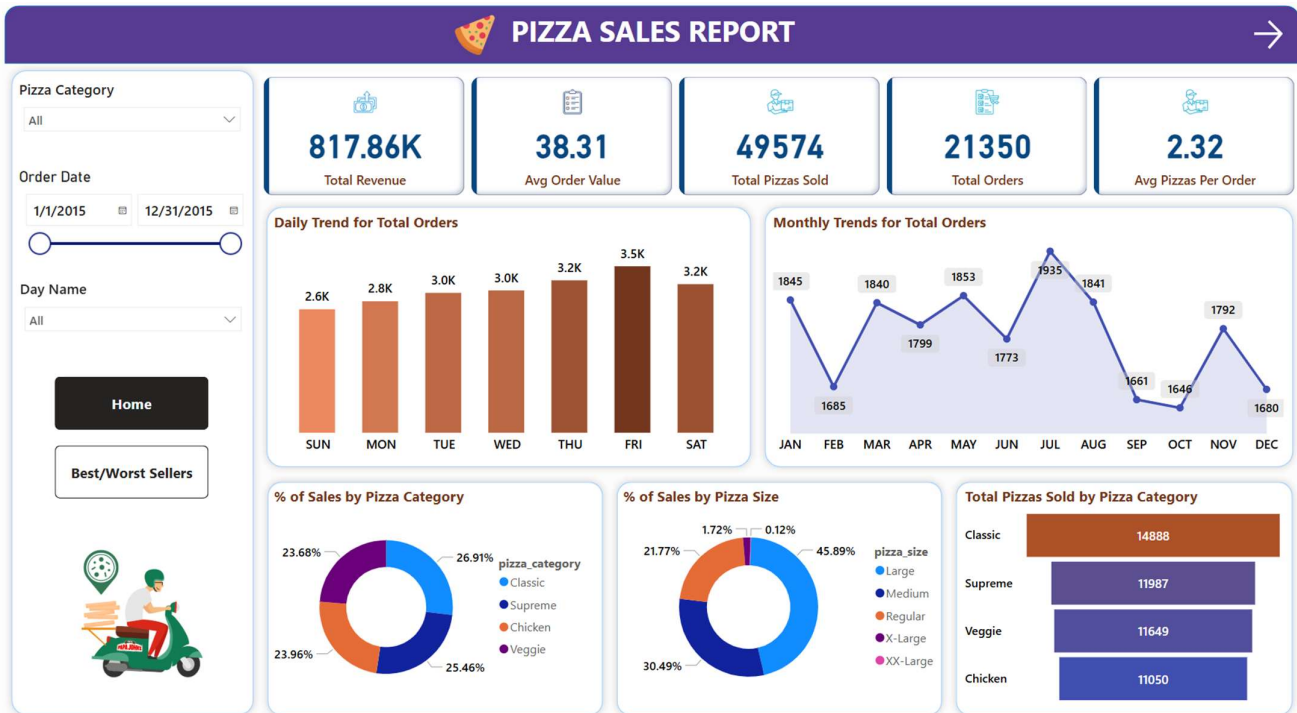 PIZZA SALES REPORT
Pizza Category
All
Order Date
1/1/2015
12/31/2015
Day Name
All
Home
Best/Worst Sellers
817.86K
Total Revenue
38.31
Avg Order Value
49574
Total Pizzas Sold
21350
Total Orders
2.32
Avg Pizzas Per Order
Daily Trend for Total Orders
2.6K
2.8K
3.0K
3.0K
3.2K
3.5K
3.2K
SUN MON TUE WED THU FRI SAT
Monthly Trends for Total Orders
1845
1685
1840
1799
1853
1773
1935
1841
1661
1646
1792
1680
JAN FEB MAR APR MAY JUN JUL AUG SEP OCT NOV DEC
% of Sales by Pizza Category
23.68%
26.91%
23.96%
25.46%
pizza_category
Classic
Supreme
Chicken
Veggie
% of Sales by Pizza Size
1.72%
0.12%
21.77%
45.89%
30.49%
pizza_size
Large
Medium
Regular
X-Large
XX-Large
Total Pizzas Sold by Pizza Category
Classic 14888
Supreme 11987
Veggie 11649
Chicken 11050